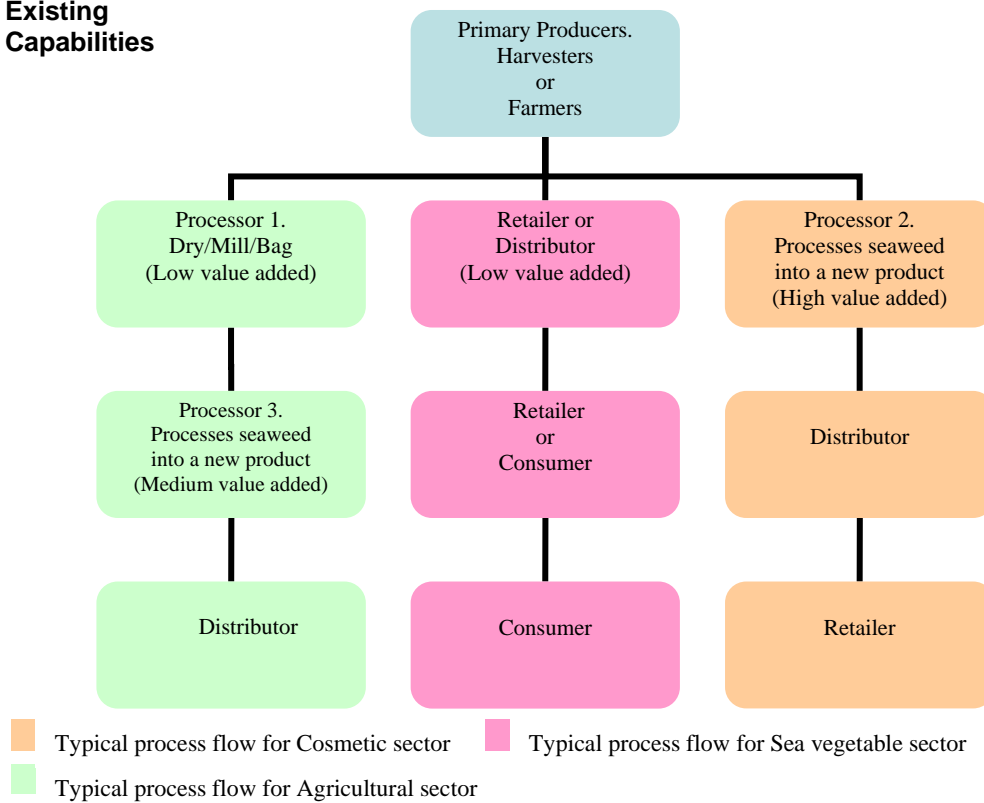 Existing
Capabilities
Primary Producers.
Harvesters
or
Farmers
Processor 1.
Dry/Mill/Bag
(Low value added)
Retailer or
Distributor
(Low value added)
Processor 2.
Processes seaweed
into a new product
(High value added)
Processor 3.
Processes seaweed
into a new product
(Medium value added)
Retailer
or
Consumer
Distributor
Distributor
Consumer
Retailer
Typical process flow for Cosmetic sector
Typical process flow for Sea vegetable sector
Typical process flow for Agricultural sector